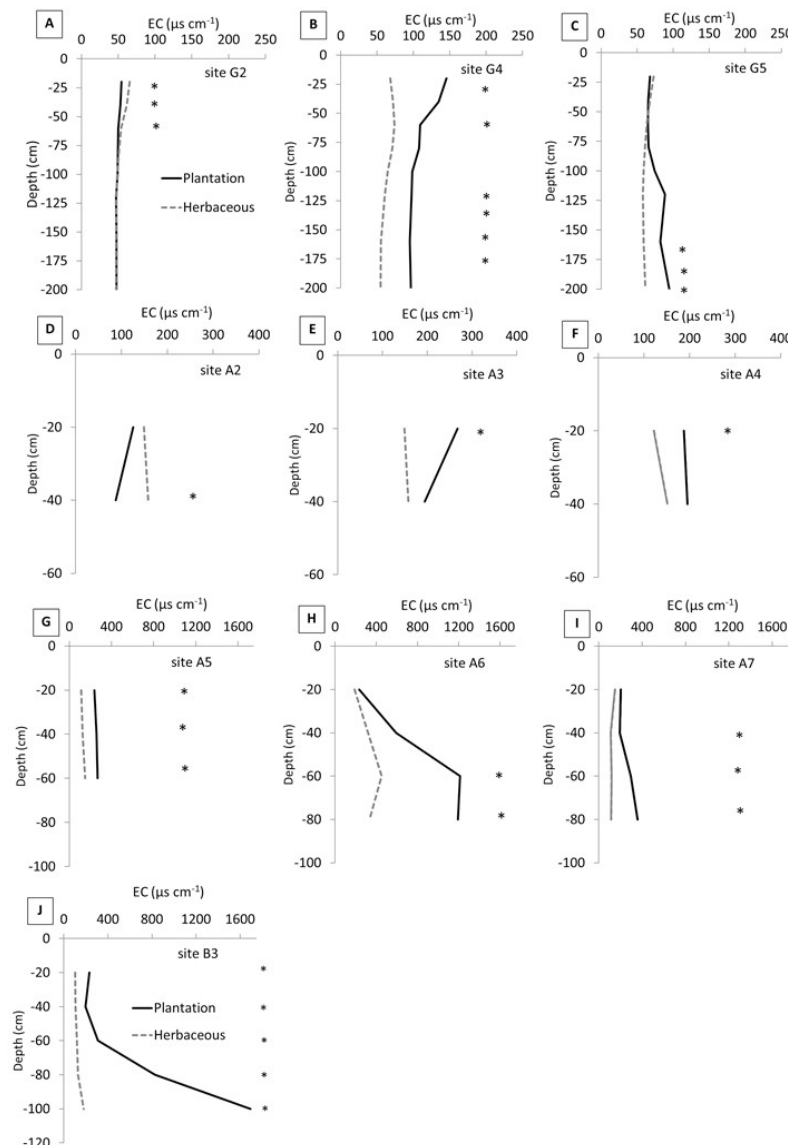 A
EC (µs cm-1)
0 50 100 150 200 250
0
site G2
-25
*
*
-50
*
-75
Plantation
-100
Herbaceous
-125
-150
-175
-200
Depth (cm)
B
EC (µs cm-1)
0 50 100 150 200 250
0
site G4
-25
*
-50
*
-75
-100
-125
*
*
-150
*
-175
*
-200
Depth (cm)
C
EC (µs cm-1)
0 50 100 150 200 250
0
site G5
-25
-50
-75
-100
-125
-150
-175
*
*
-200
*
Depth (cm)
D
EC (µs cm-1)
0 100 200 300 400
0
site A2
-20
-40
*
-60
Depth (cm)
E
EC (µs cm-1)
0 100 200 300 400
0
site A3
-20
*
-40
-60
Depth (cm)
F
EC (µs cm-1)
0 100 200 300 400
0
site A4
-20
*
-40
-60
Depth (cm)
G
EC (µs cm-1)
0 400 800 1200 1600
0
site A5
-20
*
-40
*
-60
*
-80
-100
Depth (cm)
H
EC (µs cm-1)
0 400 800 1200 1600
0
site A6
-20
-40
-60
*
-80
*
-100
Depth (cm)
I
EC (µs cm-1)
0 400 800 1200 1600
0
site A7
-20
-40
*
-60
*
-80
*
-100
Depth (cm)
J
EC (µs cm-1)
0 400 800 1200 1600
0
site B3
-20
*
-40
Plantation
*
-60
Herbaceous
*
-80
*
-100
*
-120
Depth (cm)